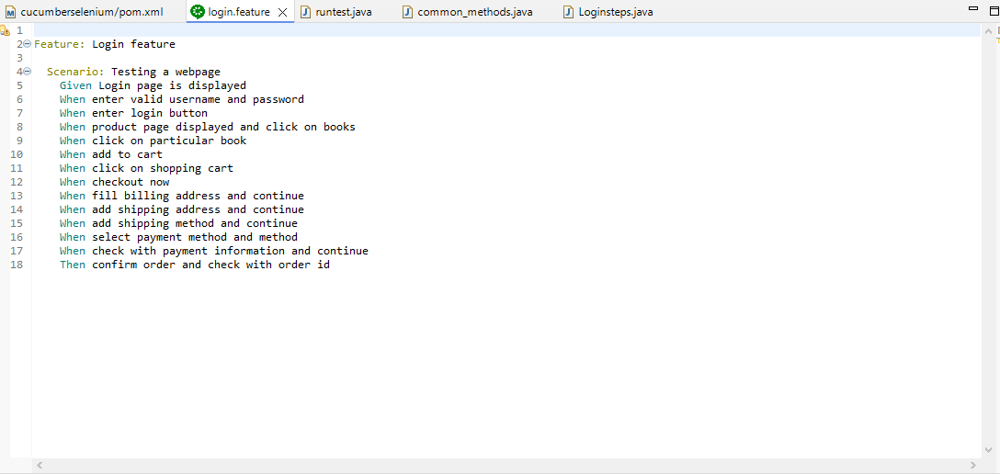 cucumberselenium/pom.xml login.feature runtest.java common_methods.java Loginsteps.java
1
2 Feature: Login feature
3
4 Scenario: Testing a webpage
5 Given Login page is displayed
6 When enter valid username and password
7 When enter login button
8 When product page displayed and click on books
9 When click on particular book
10 When add to cart
11 When click on shopping cart
12 When checkout now
13 When fill billing address and continue
14 When add shipping address and continue
15 When add shipping method and continue
16 When select payment method and method
17 When check with payment information and continue
18 Then confirm order and check with order id